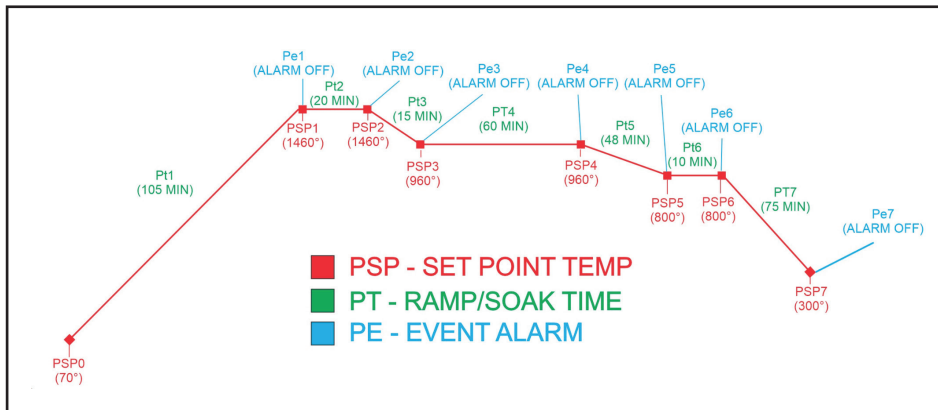 Pe1
(ALARM OFF)
Pt2
(20 MIN)
Pe2
(ALARM OFF)
Pe3
(ALARM OFF)
Pe4
(ALARM OFF)
Pe5
(ALARM OFF)
Pe6
(ALARM OFF)
Pt3
(15 MIN)
PT4
(60 MIN)
Pt5
(48 MIN)
Pt6
(10 MIN)
PSP1
(1460°)
PSP2
(1460°)
PSP3
(960°)
PSP4
(960°)
PSP5
(800°)
PSP6
(800°)
Pt1
(105 MIN)
PT7
(75 MIN)
Pe7
(ALARM OFF)
PSP - SET POINT TEMP
PT - RAMP/SOAK TIME
PE - EVENT ALARM
PSP7
(300°)
PSP0
(70°)